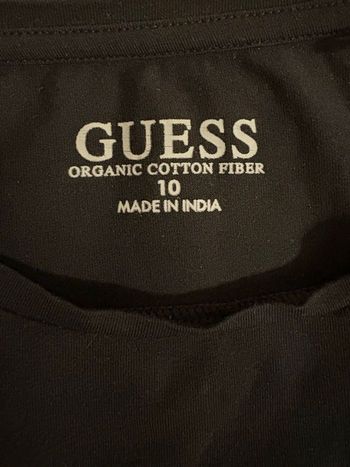 GUESS
ORGANIC COTTON FIBER
10
MADE IN INDIA